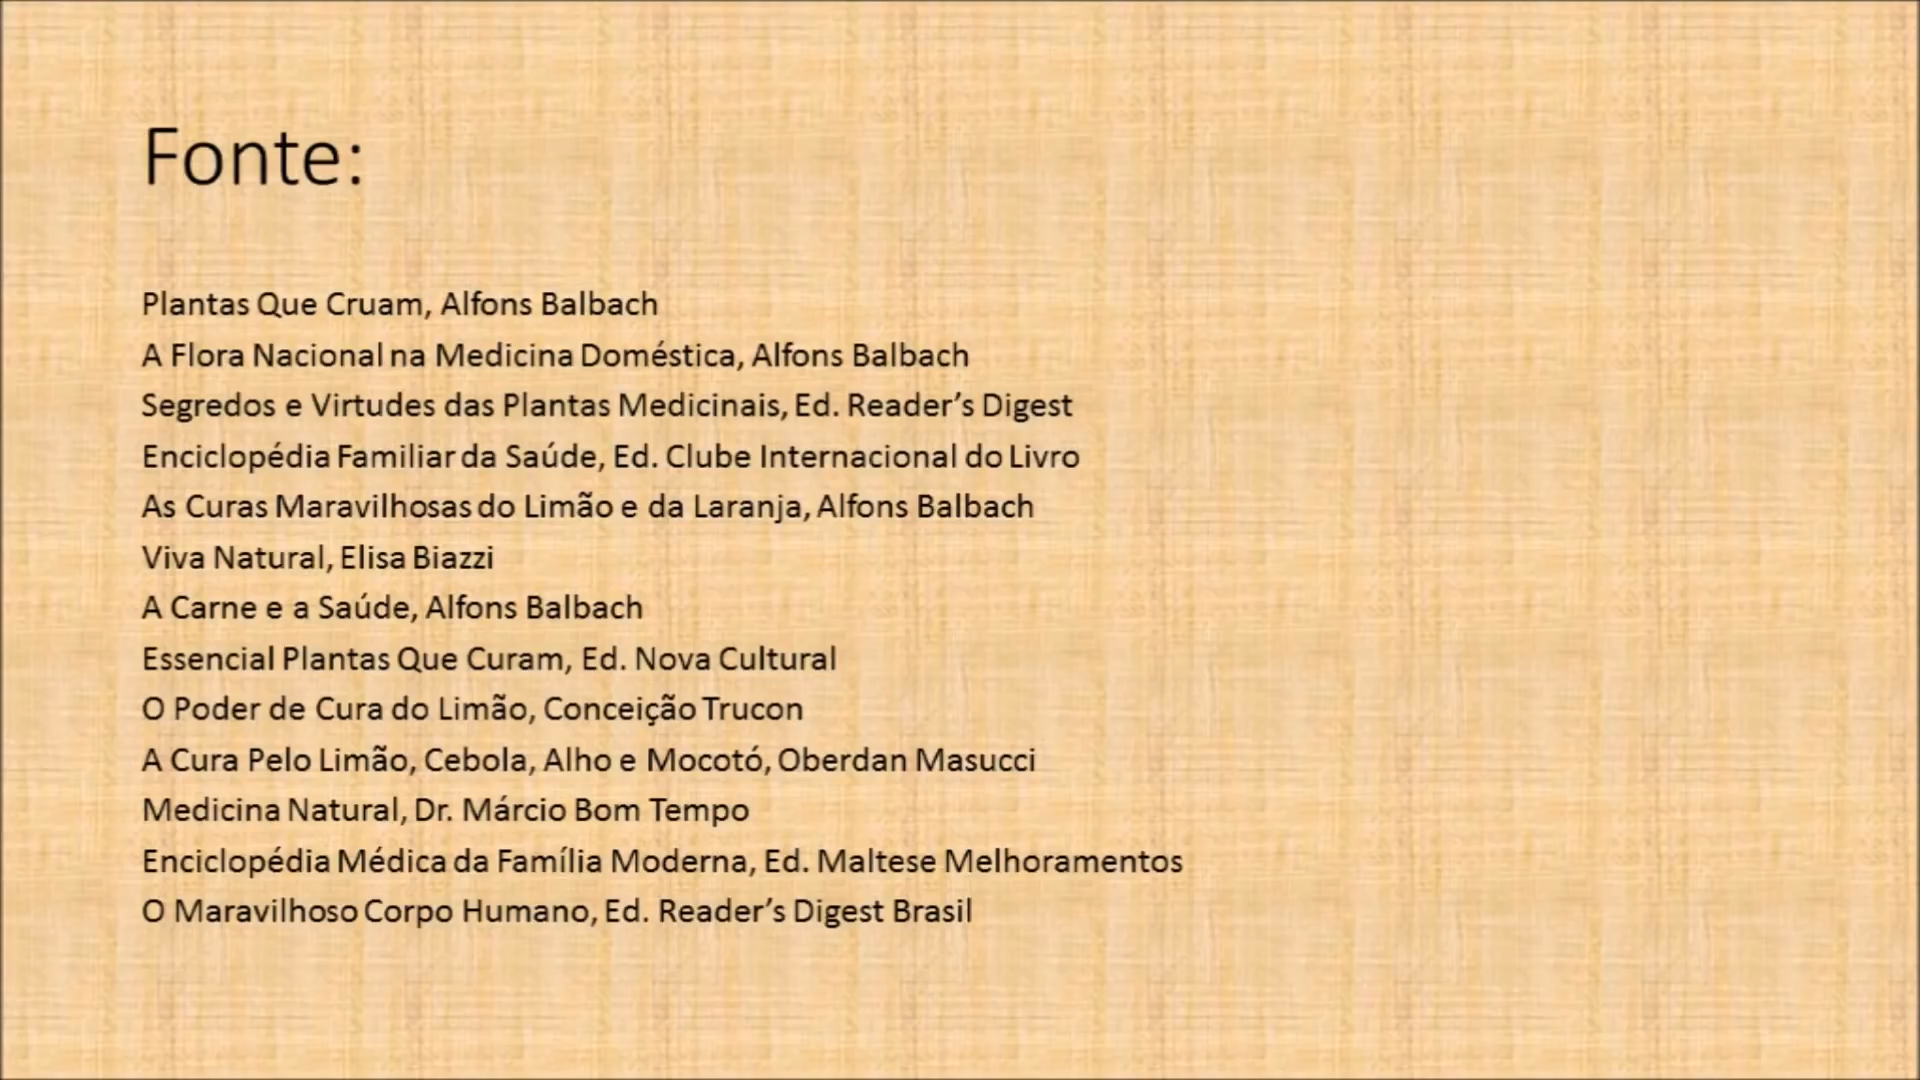 Fonte:
Plantas Que Cruam, Alfons Balbach
A Flora Nacional na Medicina Doméstica, Alfons Balbach
Segredos e Virtudes das Plantas Medicinais, Ed. Reader’s Digest
Enciclopédia Familiar da Saúde, Ed. Clube Internacional do Livro
As Curas Maravilhosas do Limão e da Laranja, Alfons Balbach
Viva Natural, Elisa Biazzi
A Carne e a Saúde, Alfons Balbach
Essencial Plantas Que Curam, Ed. Nova Cultural
O Poder de Cura do Limão, Conceição Trucon
A Cura Pelo Limão, Cebola, Alho e Mocotó, Oberdan Masucci
Medicina Natural, Dr. Márcio Bom Tempo
Enciclopédia Médica da Família Moderna, Ed. Maltese Melhoramentos
O Maravilhoso Corpo Humano, Ed. Reader’s Digest Brasil